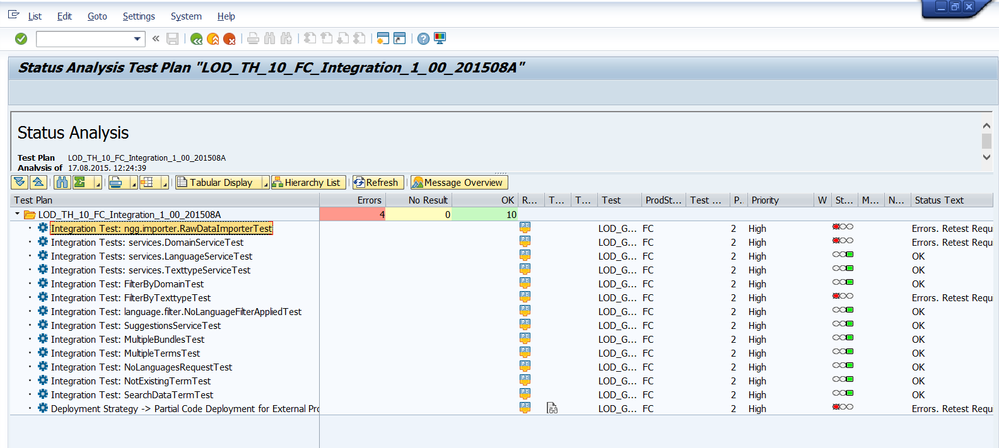 List Edit Goto Settings System Help
Status Analysis Test Plan "LOD_TH_10_FC_Integration_1_00_201508A"
Status Analysis
Test Plan LOD_TH_10_FC_Integration_1_00_201508A
Analysis of 17.08.2015, 12:24:39
Tabular Display Hierarchy List Refresh Message Overview
Test Plan Errors No Result OK R... T... T... Test ProdSt... Test ... P.. Priority W St... M... N... Status Text
LOD_TH_10_FC_Integration_1_00_201508A 4 0 10
Integration Test: ngg.importer.RawDataImporterTest LOD_G... FC 2 High Errors. Retest Requ
Integration Tests: services.DomainServiceTest LOD_G... FC 2 High Errors. Retest Requ
Integration Tests: services.LanguageServiceTest LOD_G... FC 2 High OK
Integration Tests: services.TexttypeServiceTest LOD_G... FC 2 High OK
Integration Test: FilterByDomainTest LOD_G... FC 2 High OK
Integration Test: FilterByTexttypeTest LOD_G... FC 2 High Errors. Retest Requ
Integration Test: language.filter.NoLanguageFilterAppliedTest LOD_G... FC 2 High OK
Integration Test: SuggestionsServiceTest LOD_G... FC 2 High OK
Integration Test: MultipleBundlesTest LOD_G... FC 2 High OK
Integration Test: MultipleTermsTest LOD_G... FC 2 High OK
Integration Test: NoLanguagesRequestTest LOD_G... FC 2 High OK
Integration Test: NotExistingTermTest LOD_G... FC 2 High OK
Integration Test: SearchDataTermTest LOD_G... FC 2 High OK
Deployment Strategy -> Partial Code Deployment for External Pro LOD_G... FC 2 High Errors. Retest Requ